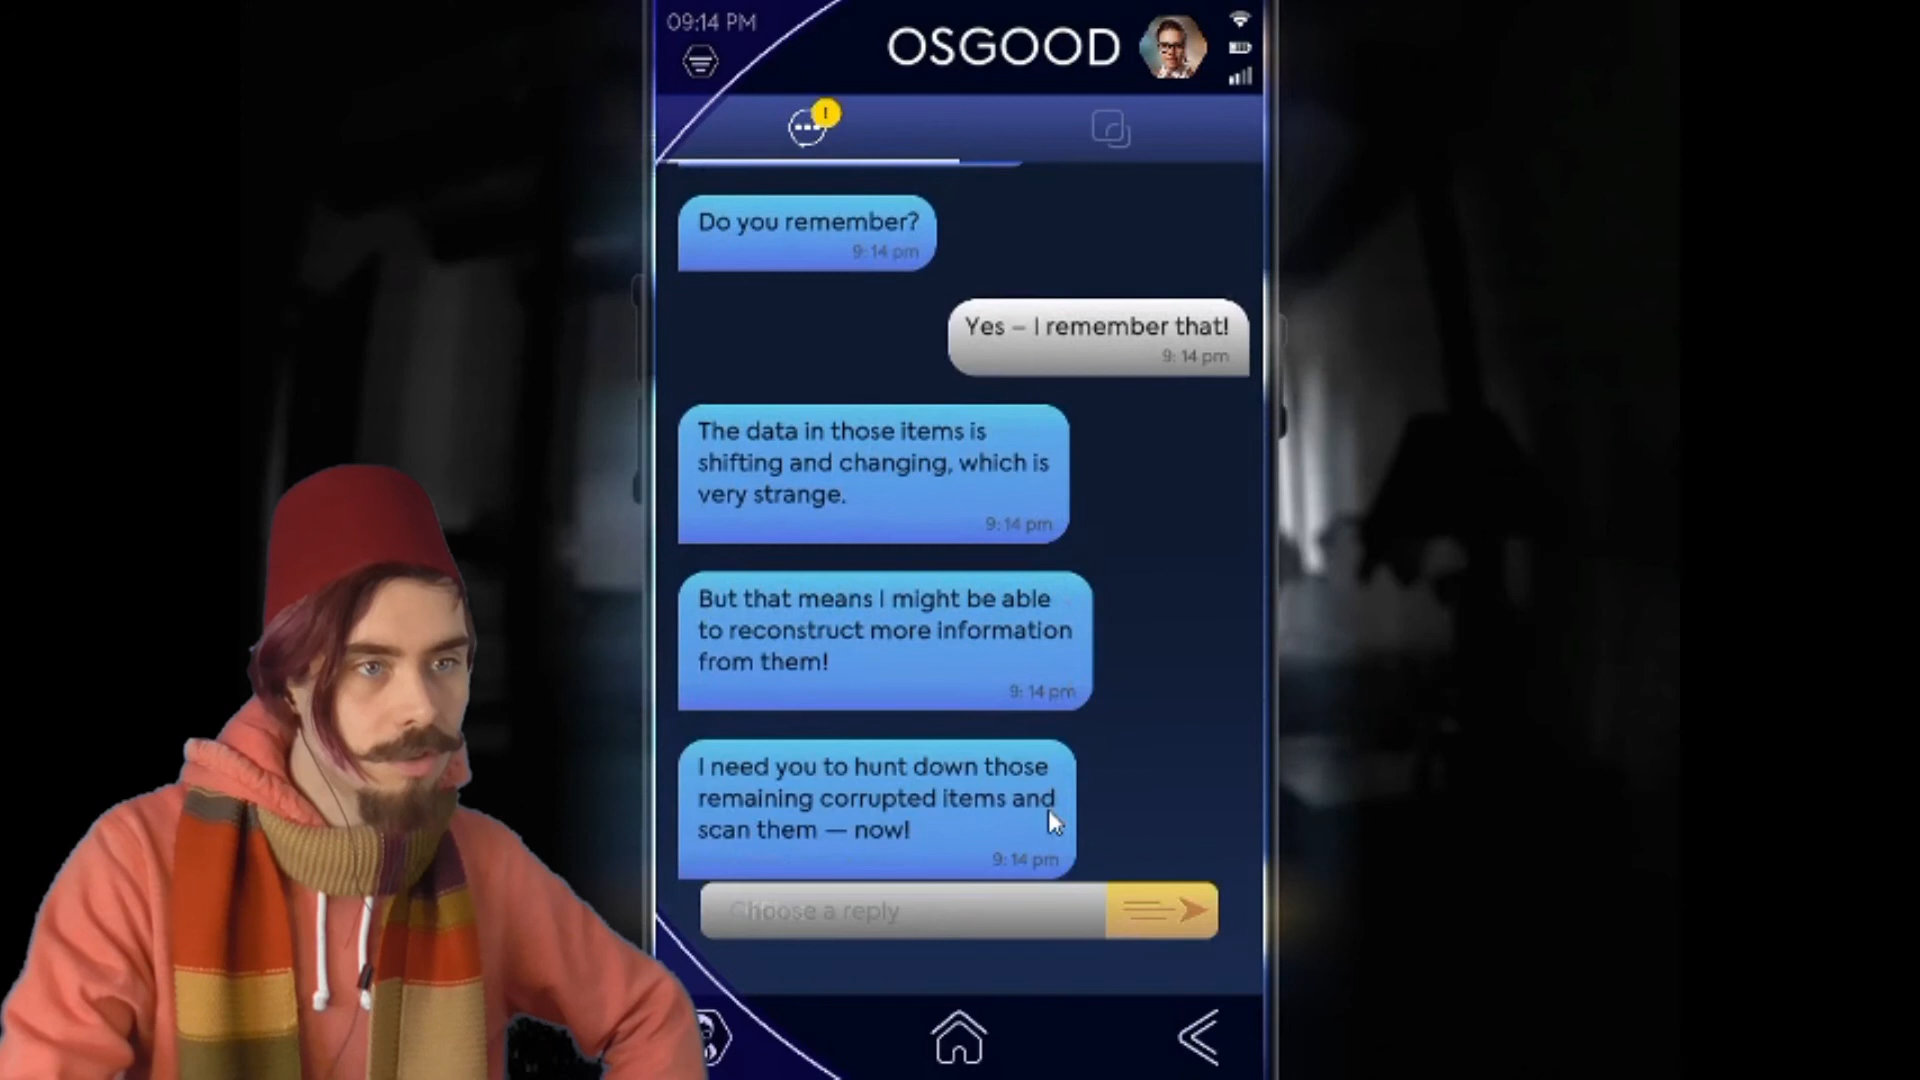 09:14 PM
OSGOOD
!
Do you remember?
9:14 pm
Yes – I remember that!
9:14 pm
The data in those items is
shifting and changing, which is
very strange.
9:14 pm
But that means I might be able
to reconstruct more information
from them!
9:14 pm
I need you to hunt down those
remaining corrupted items and
scan them — now!
9:14 pm
Choose a reply